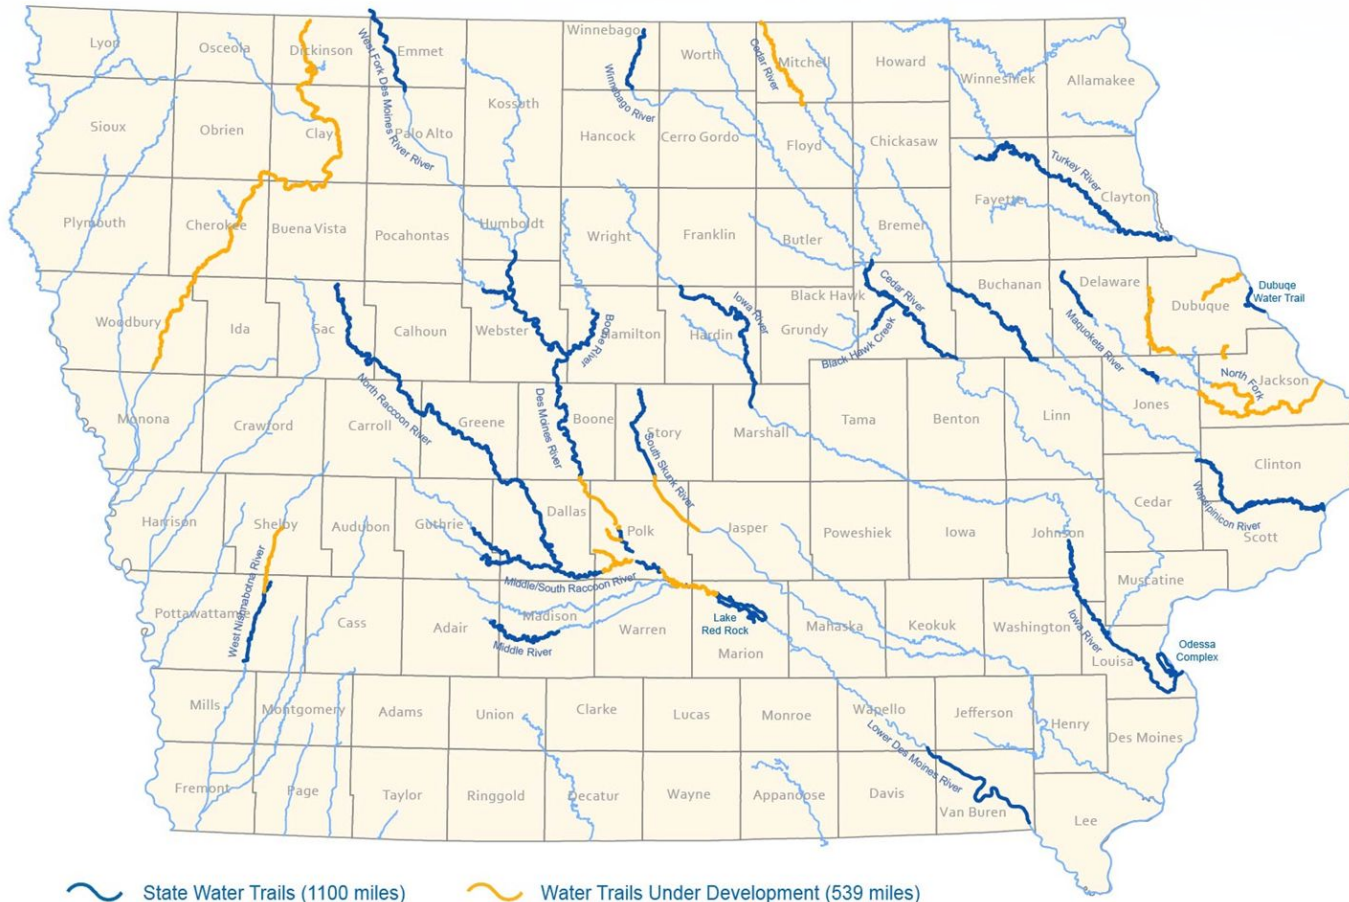 Lyon
Osceola
Dickinson
Emmet
Winnebago
Worth
Mitchell
Howard
Winneshiek
Allamakee
West Fork Des Moines River River
Winnebago River
Cedar River
Kossuth
Sioux
Obrien
Clay
Palo Alto
Hancock
Cerro Gordo
Floyd
Chickasaw
Turkey River
Fayette
Clayton
Plymouth
Cherokee
Buena Vista
Pocahontas
Humboldt
Wright
Franklin
Butler
Bremer
Woodbury
Ida
Sac
Calhoun
Webster
Boone River
Hamilton
Hardin
Iowa River
Grundy
Black Hawk
Cedar River
Black Hawk Creek
Buchanan
Delaware
Maquoketa River
Dubuque
Dubuqe
Water Trail
North Fork
Jackson
Monona
Crawford
Carroll
North Raccoon River
Greene
Des Moines River
Boone
Story
South Skunk River
Marshall
Tama
Benton
Linn
Jones
Clinton
Wapsipinicon River
Cedar
Scott
Harrison
Shelby
Audubon
Guthrie
Dallas
Polk
Jasper
Poweshiek
Iowa
Johnson
Muscatine
Middle/South Raccoon River
West Nishnabotna River
Pottawattamie
Cass
Adair
Madison
Middle River
Warren
Lake
Red Rock
Marion
Mahaska
Keokuk
Washington
Iowa River
Louisa
Odessa
Complex
Mills
Montgomery
Adams
Union
Clarke
Lucas
Monroe
Wapello
Jefferson
Henry
Des Moines
Lower Des Moines River
Fremont
Page
Taylor
Ringgold
Decatur
Wayne
Appanoose
Davis
Van Buren
Lee
State Water Trails (1100 miles)
Water Trails Under Development (539 miles)